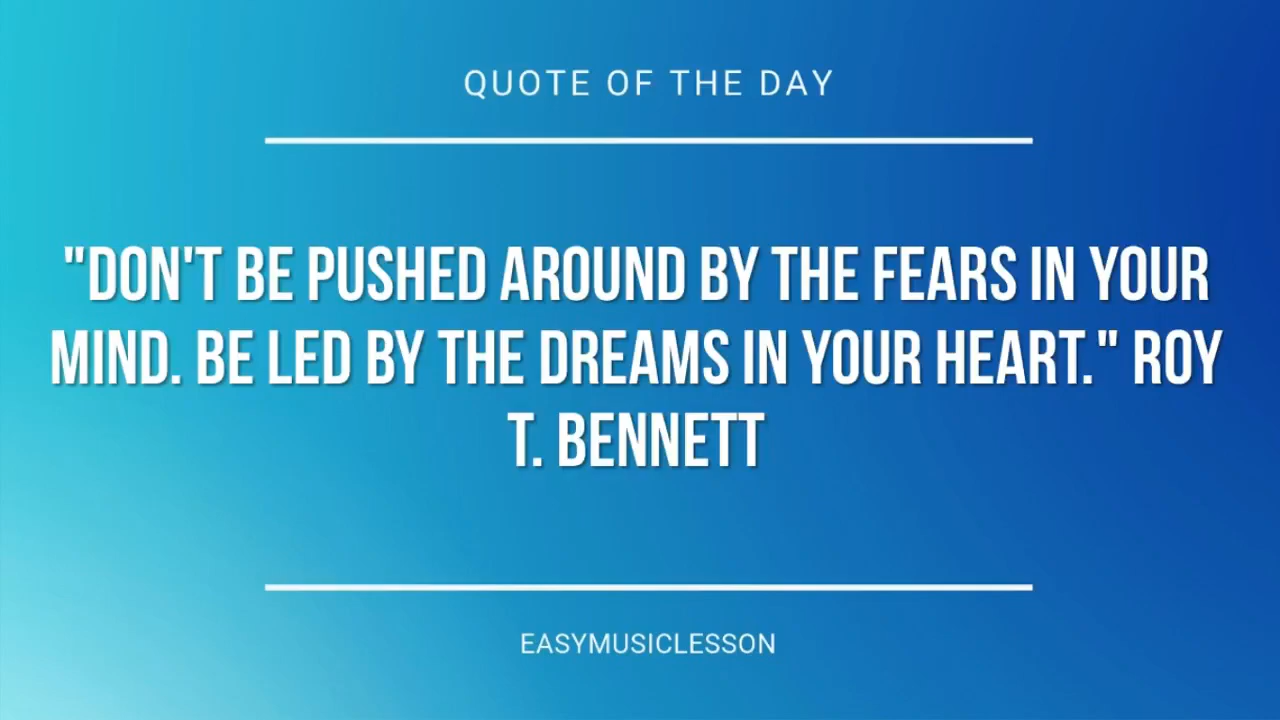 QUOTE OF THE DAY
"DON'T BE PUSHED AROUND BY THE FEARS IN YOUR
MIND. BE LED BY THE DREAMS IN YOUR HEART." ROY
T. BENNETT
EASYMUSICLESSON